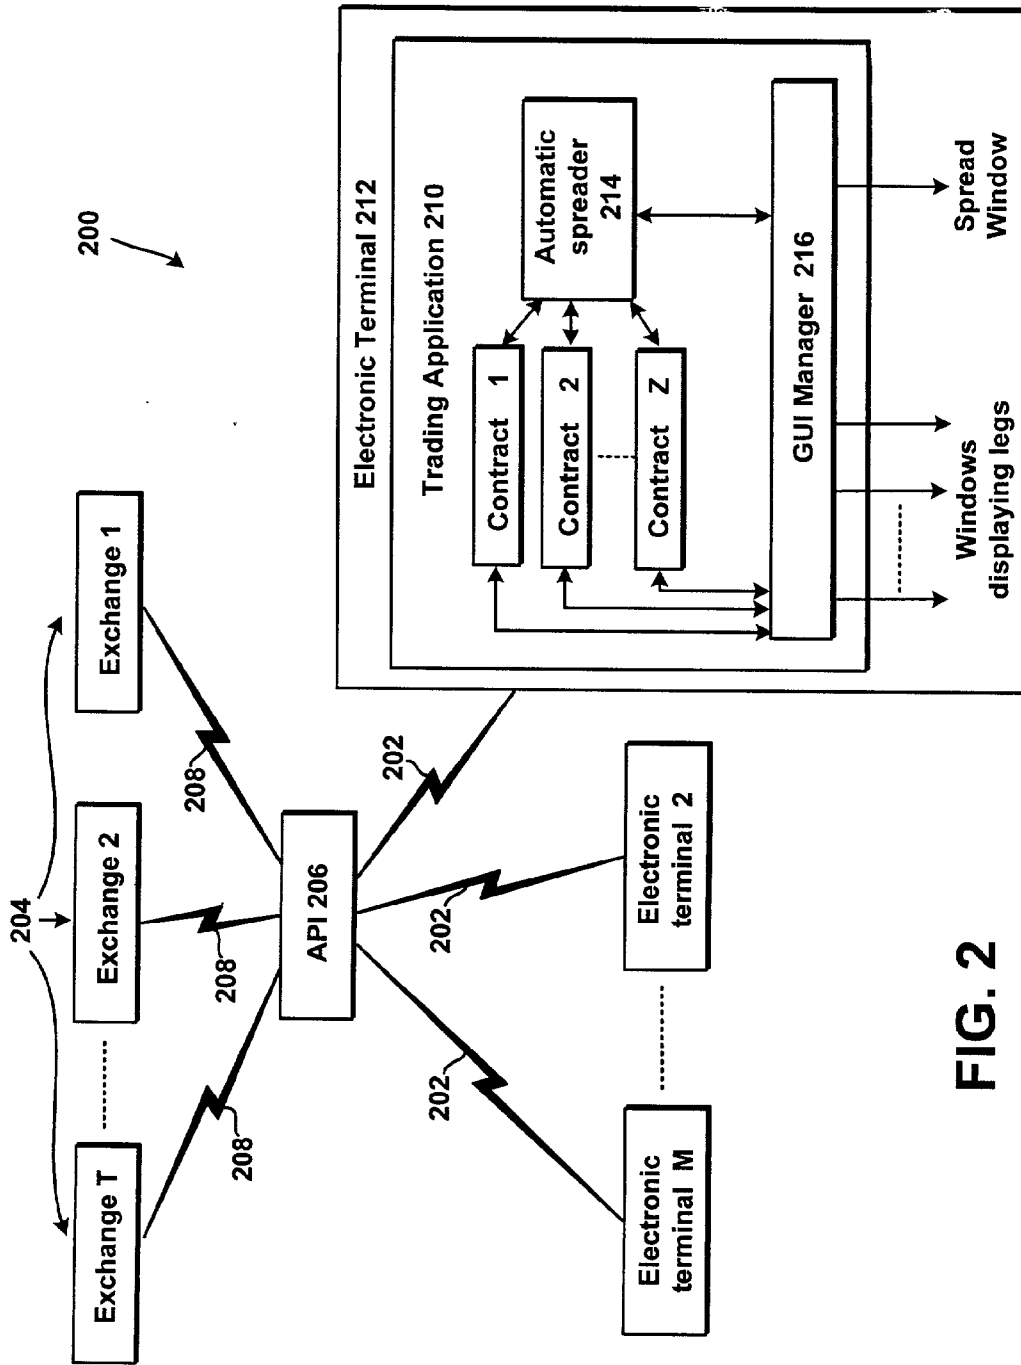 200
204
Exchange T
Exchange 2
Exchange 1
208
208
208
API 206
202
202
202
Electronic
terminal M
Electronic
terminal 2
Electronic Terminal 212
Trading Application 210
Contract 1
Contract 2
Contract Z
Automatic
spreader
214
GUI Manager 216
Windows
displaying legs
Spread
Window
FIG. 2